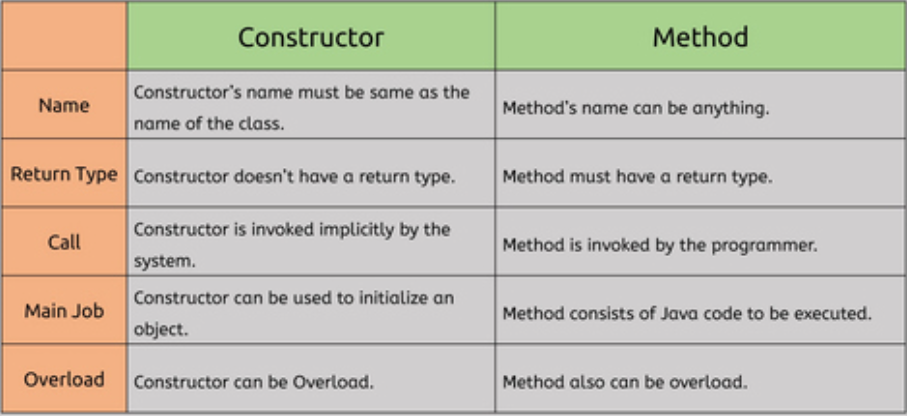 Constructor
Method
Name
Constructor's name must be same as the
name of the class.
Method's name can be anything.
Return Type
Constructor doesn't have a return type.
Method must have a return type.
Call
Constructor is invoked implicitly by the
system.
Method is invoked by the programmer.
Main Job
Constructor can be used to initialize an
object.
Method consists of Java code to be executed.
Overload
Constructor can be Overload.
Method also can be overload.